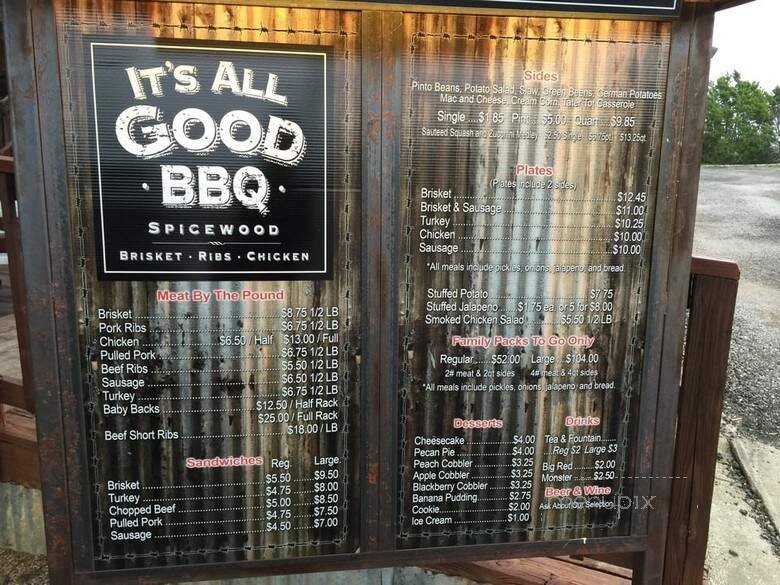 IT'S ALL
GOOD
BBQ
SPICEWOOD
BRISKET · RIBS · CHICKEN
Meat By The Pound
Brisket $8.75 1/2 LB
Pork Ribs $6.75 1/2 LB
Chicken $6.50 / Half $13.00 / Full
Pulled Pork $6.75 1/2 LB
Beef Ribs $5.50 1/2 LB
Sausage $6.50 1/2 LB
Turkey $6.75 1/2 LB
Baby Backs $12.50 / Half Rack
$25.00 / Full Rack
Beef Short Ribs $18.00 / LB
Sandwiches Reg. Large.
Brisket $5.50 $9.50
Turkey $4.75 $8.00
Chopped Beef $5.00 $8.50
Pulled Pork $4.75 $7.50
Sausage $4.50 $7.00
Sides
Pinto Beans, Potato Salad, Slaw, Green Beens, German Potatoes
Mac and Cheese, Cream Corn, Tater Tot Casserole
Single $1.85 Pint $5.00 Quart $9.85
Sauteed Squash and Zucchini Medley $2.50 Single $6.75pt. $13.25qt.
Plates
(Plates include 2 sides)
Brisket $12.45
Brisket & Sausage $11.00
Turkey $10.25
Chicken $10.00
Sausage $10.00
*All meals include pickles, onions, jalapeno, and bread.
Stuffed Potato $7.75
Stuffed Jalapeno $1.75 ea. or 5 for $8.00
Smoked Chicken Salad $5.50 1/2 LB
Family Packs To Go Only
Regular $52.00 Large $104.00
2# meat & 2qt sides 4# meat & 4qt sides
*All meals include pickles, onions, jalapeno and bread.
Desserts
Cheesecake $4.00
Pecan Pie $4.00
Peach Cobbler $3.25
Apple Cobbler $3.25
Blackberry Cobbler $3.25
Banana Pudding $2.75
Cookie $2.00
Ice Cream $1.00
Drinks
Tea & Fountain
Reg $2 Large $3
Big Red $2.00
Monster $2.50
Beer & Wine
Ask About Our Selection